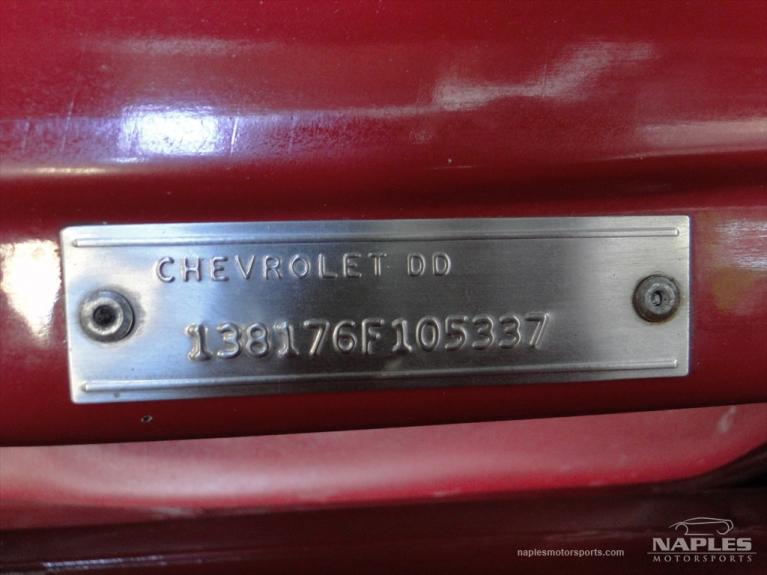 CHEVROLET DD
138176F105337
naplesmotorsports.com
NAPLES
MOTORSPORTS